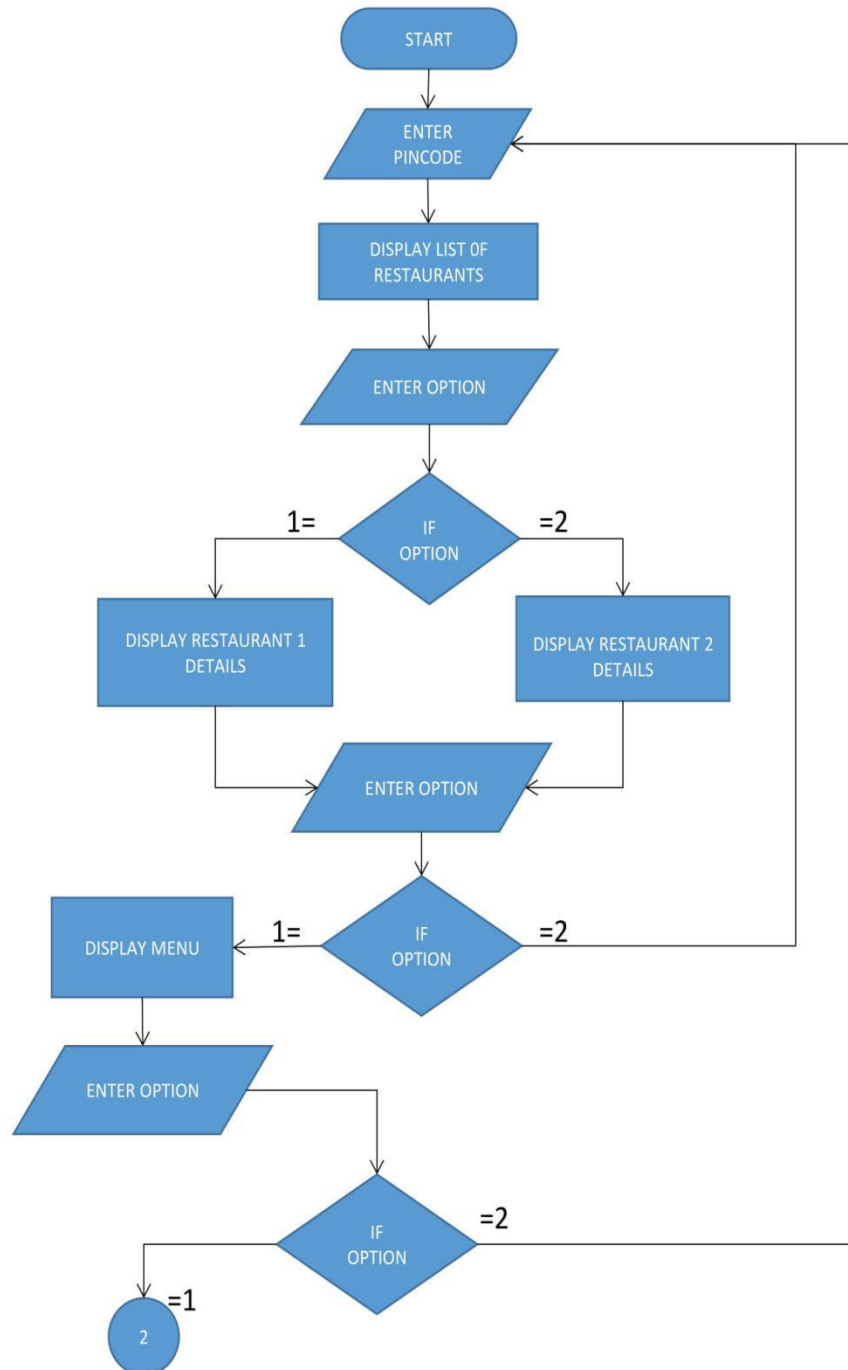 START
ENTER
PINCODE
DISPLAY LIST 0F
RESTAURANTS
ENTER OPTION
1=
IF
OPTION
=2
DISPLAY RESTAURANT 1
DETAILS
DISPLAY RESTAURANT 2
DETAILS
ENTER OPTION
DISPLAY MENU
1=
IF
OPTION
=2
ENTER OPTION
IF
OPTION
=2
=1
2